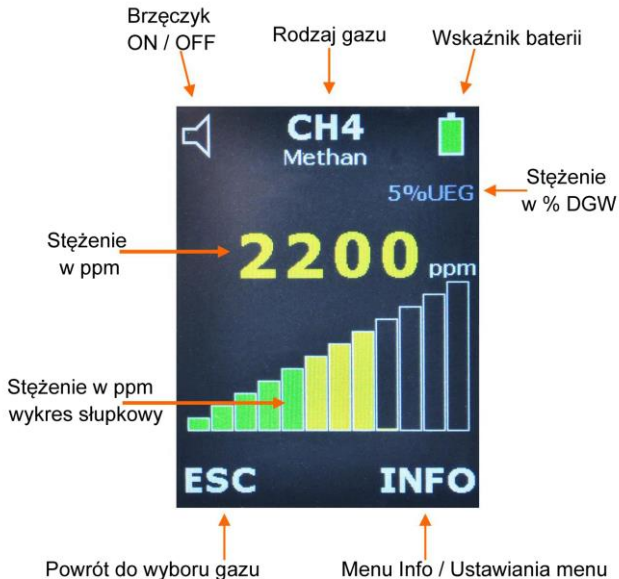 Brzęczyk
ON / OFF
Rodzaj gazu
Wskaźnik baterii
CH4
Methan
5%UEG
Stężenie
w % DGW
Stężenie
w ppm
2200 ppm
Stężenie w ppm
wykres słupkowy
ESC
INFO
Powrót do wyboru gazu
Menu Info / Ustawiania menu